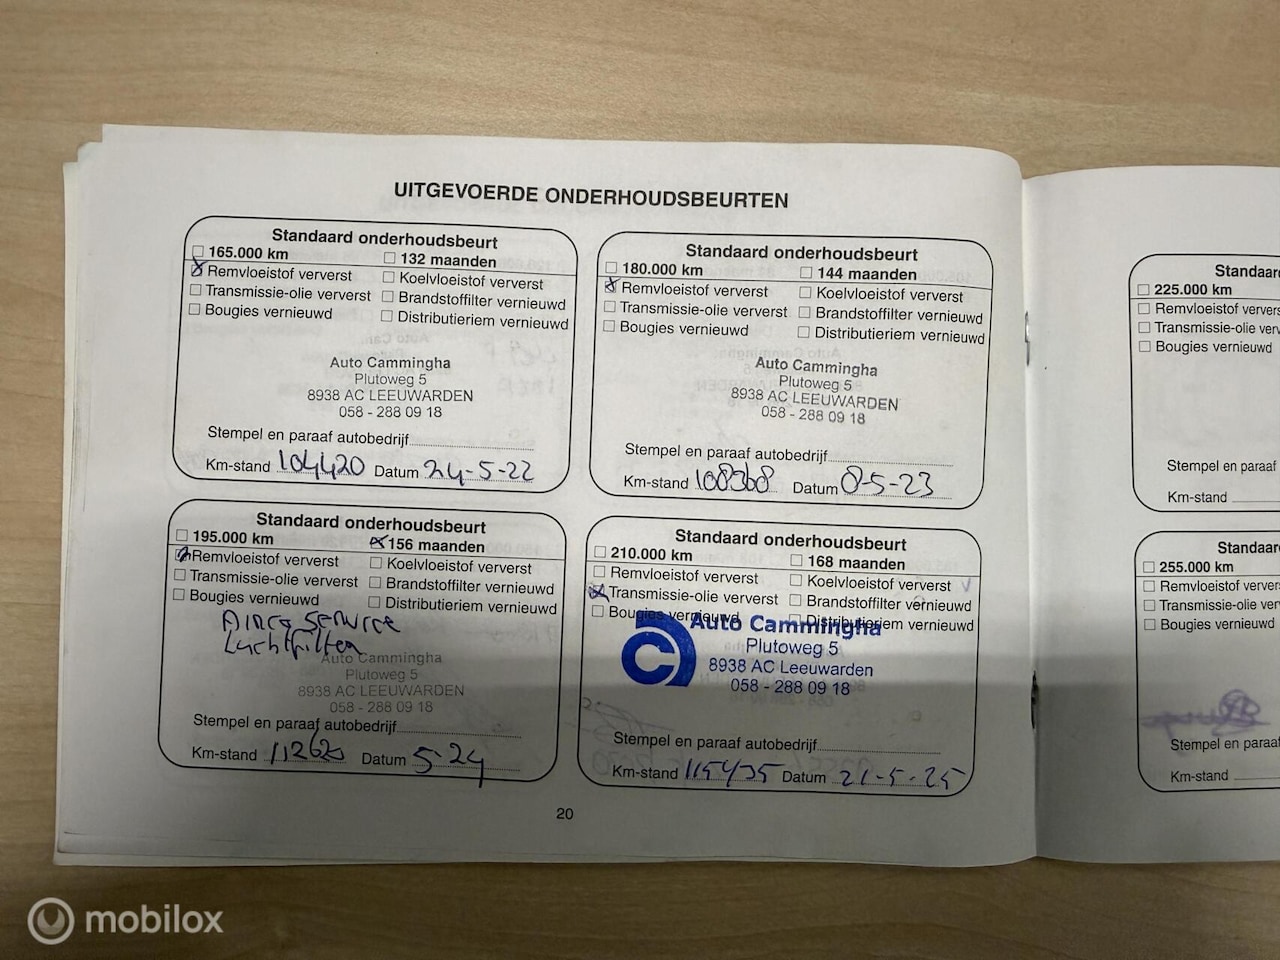 UITGEVOERDE ONDERHOUDSBEURTEN
Standaard onderhoudsbeurt
165.000 km 132 maanden
Remvloeistof ververst Koelvloeistof ververst
Transmissie-olie ververst Brandstoffilter vernieuwd
Bougies vernieuwd Distributieriem vernieuwd
Auto Cammingha
Plutoweg 5
8938 AC LEEUWARDEN
058 - 288 09 18
Stempel en paraaf autobedrijf
Km-stand 104420 Datum 24-5-22
Standaard onderhoudsbeurt
180.000 km 144 maanden
Remvloeistof ververst Koelvloeistof ververst
Transmissie-olie ververst Brandstoffilter vernieuwd
Bougies vernieuwd Distributieriem vernieuwd
Auto Cammingha
Plutoweg 5
8938 AC LEEUWARDEN
058 - 288 09 18
Stempel en paraaf autobedrijf
Km-stand 108368 Datum 8-5-23
Standaard onderhoudsbeurt
195.000 km 156 maanden
Remvloeistof ververst Koelvloeistof ververst
Transmissie-olie ververst Brandstoffilter vernieuwd
Bougies vernieuwd Distributieriem vernieuwd
Airco service
Luchtfilter
Auto Cammingha
Plutoweg 5
8938 AC LEEUWARDEN
058 - 288 09 18
Stempel en paraaf autobedrijf
Km-stand 112620 Datum 5-24
Standaard onderhoudsbeurt
210.000 km 168 maanden
Remvloeistof ververst Koelvloeistof ververst
Transmissie-olie ververst Brandstoffilter vernieuwd
Bougies vernieuwd Distributieriem vernieuwd
Auto Cammingha
Plutoweg 5
8938 AC Leeuwarden
058 - 288 09 18
Stempel en paraaf autobedrijf
Km-stand 115435 Datum 21-5-25
20
Standaar
225.000 km
Remvloeistof ververs
Transmissie-olie ver
Bougies vernieuwd
Stempel en paraaf
Km-stand
Standaar
255.000 km
Remvloeistof ververs
Transmissie-olie ver
Bougies vernieuwd
Stempel en paraaf
Km-stand
mobilox